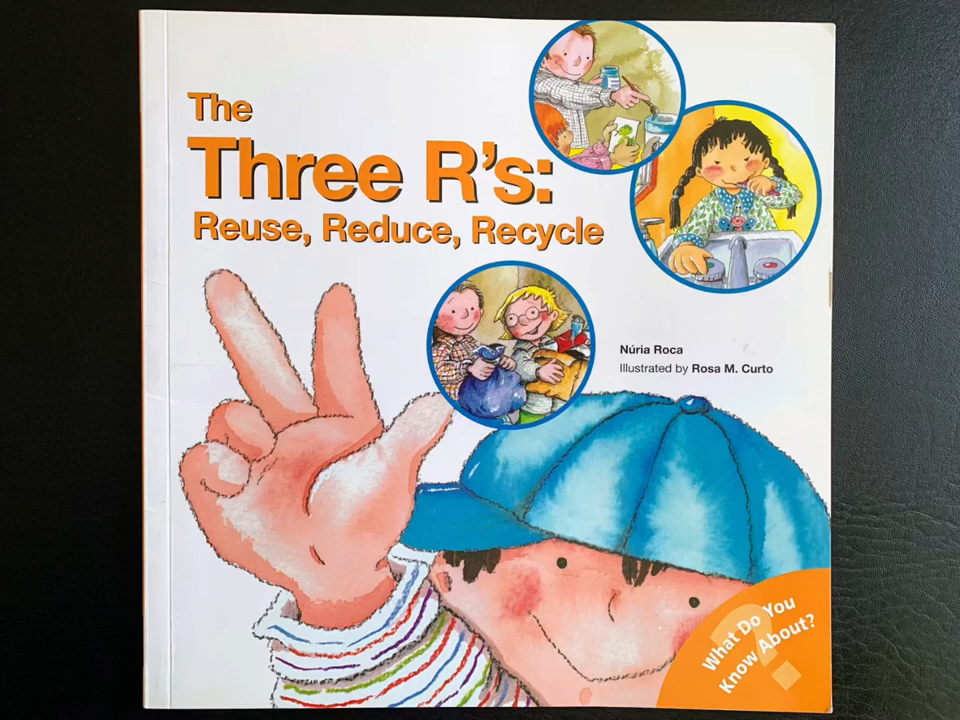 The
Three R's:
Reuse, Reduce, Recycle
Núria Roca
Illustrated by Rosa M. Curto
What Do You
Know About?
?